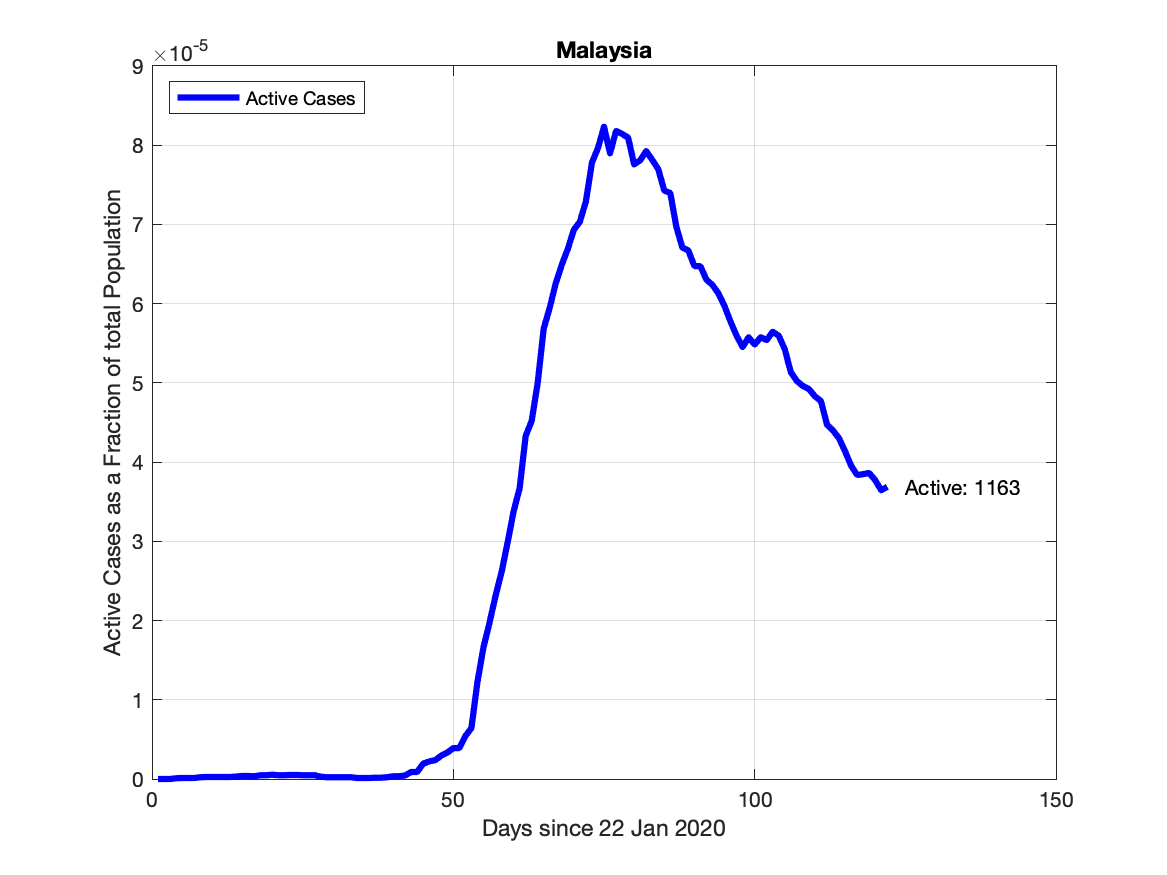 Malaysia
×10-5
9
8
7
6
5
4
3
2
1
0
Active Cases
Active: 1163
Active Cases as a Fraction of total Population
0 50 100 150
Days since 22 Jan 2020